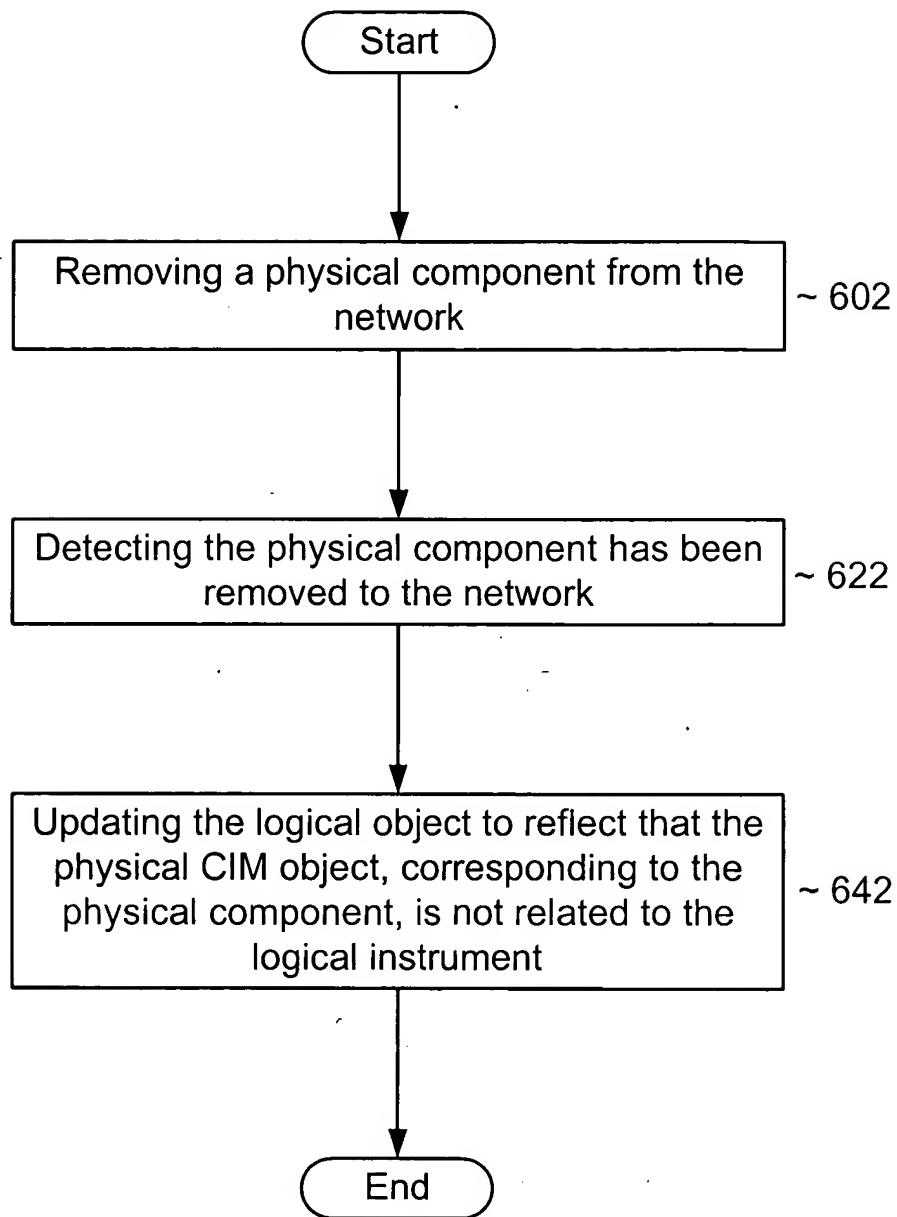 Start
Removing a physical component from the
network
~ 602
Detecting the physical component has been
removed to the network
~ 622
Updating the logical object to reflect that the
physical CIM object, corresponding to the
physical component, is not related to the
logical instrument
~ 642
End